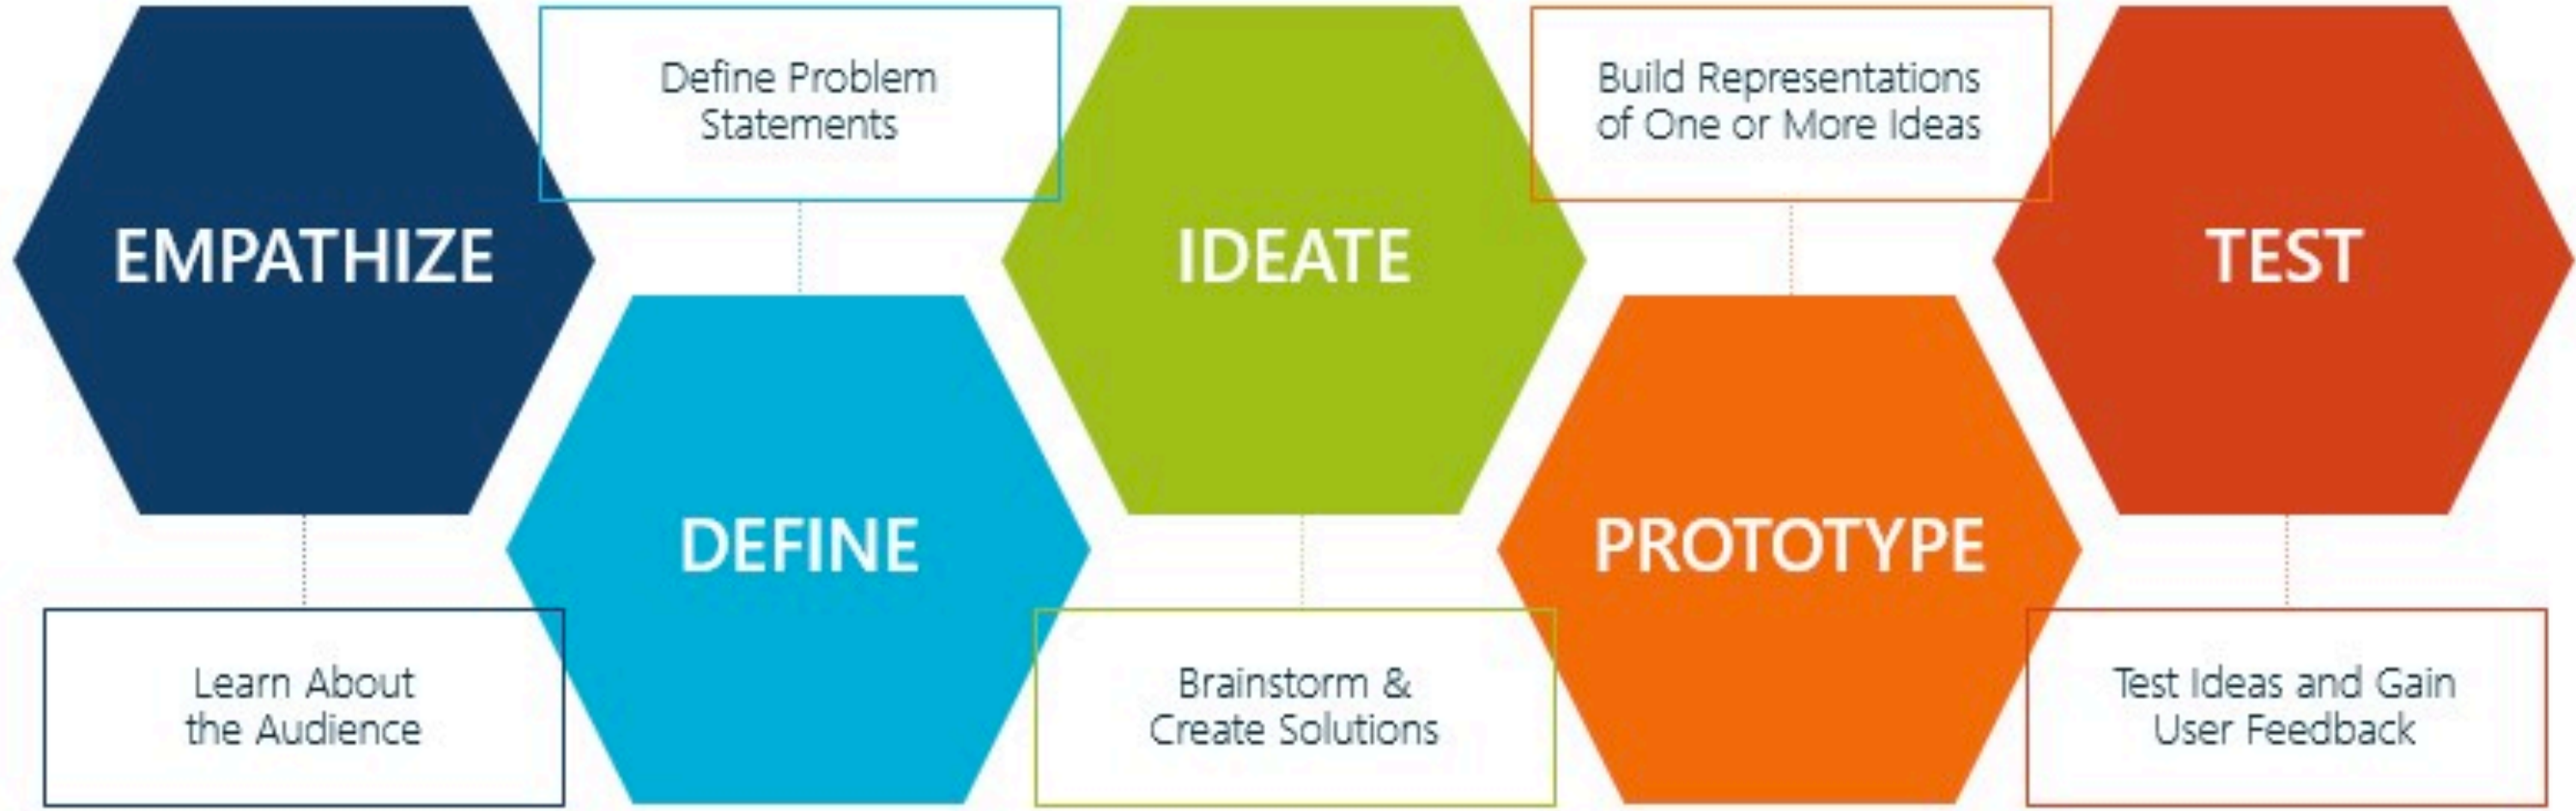 EMPATHIZE
Learn About
the Audience
Define Problem
Statements
DEFINE
IDEATE
Brainstorm &
Create Solutions
Build Representations
of One or More Ideas
PROTOTYPE
TEST
Test Ideas and Gain
User Feedback